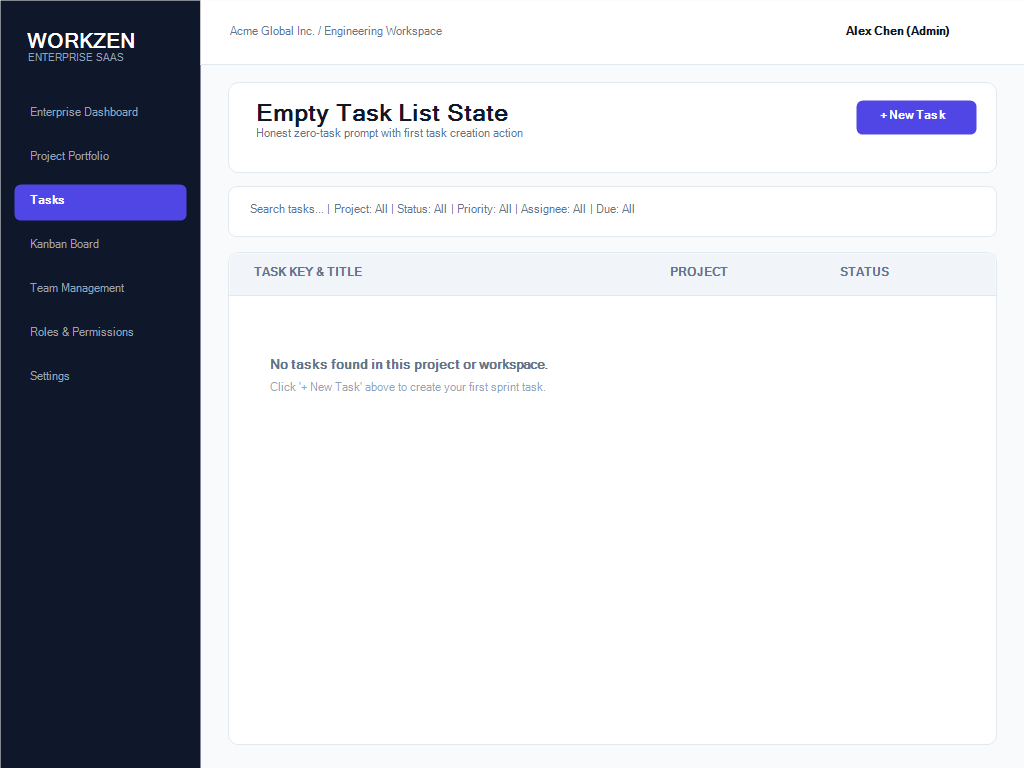 WORKZEN
ENTERPRISE SAAS
Enterprise Dashboard
Project Portfolio
Tasks
Kanban Board
Team Management
Roles & Permissions
Settings
Acme Global Inc. / Engineering Workspace
Alex Chen (Admin)
Empty Task List State
Honest zero-task prompt with first task creation action
+ New Task
Search tasks... | Project: All | Status: All | Priority: All | Assignee: All | Due: All
TASK KEY & TITLE
PROJECT
STATUS
No tasks found in this project or workspace.
Click '+ New Task' above to create your first sprint task.